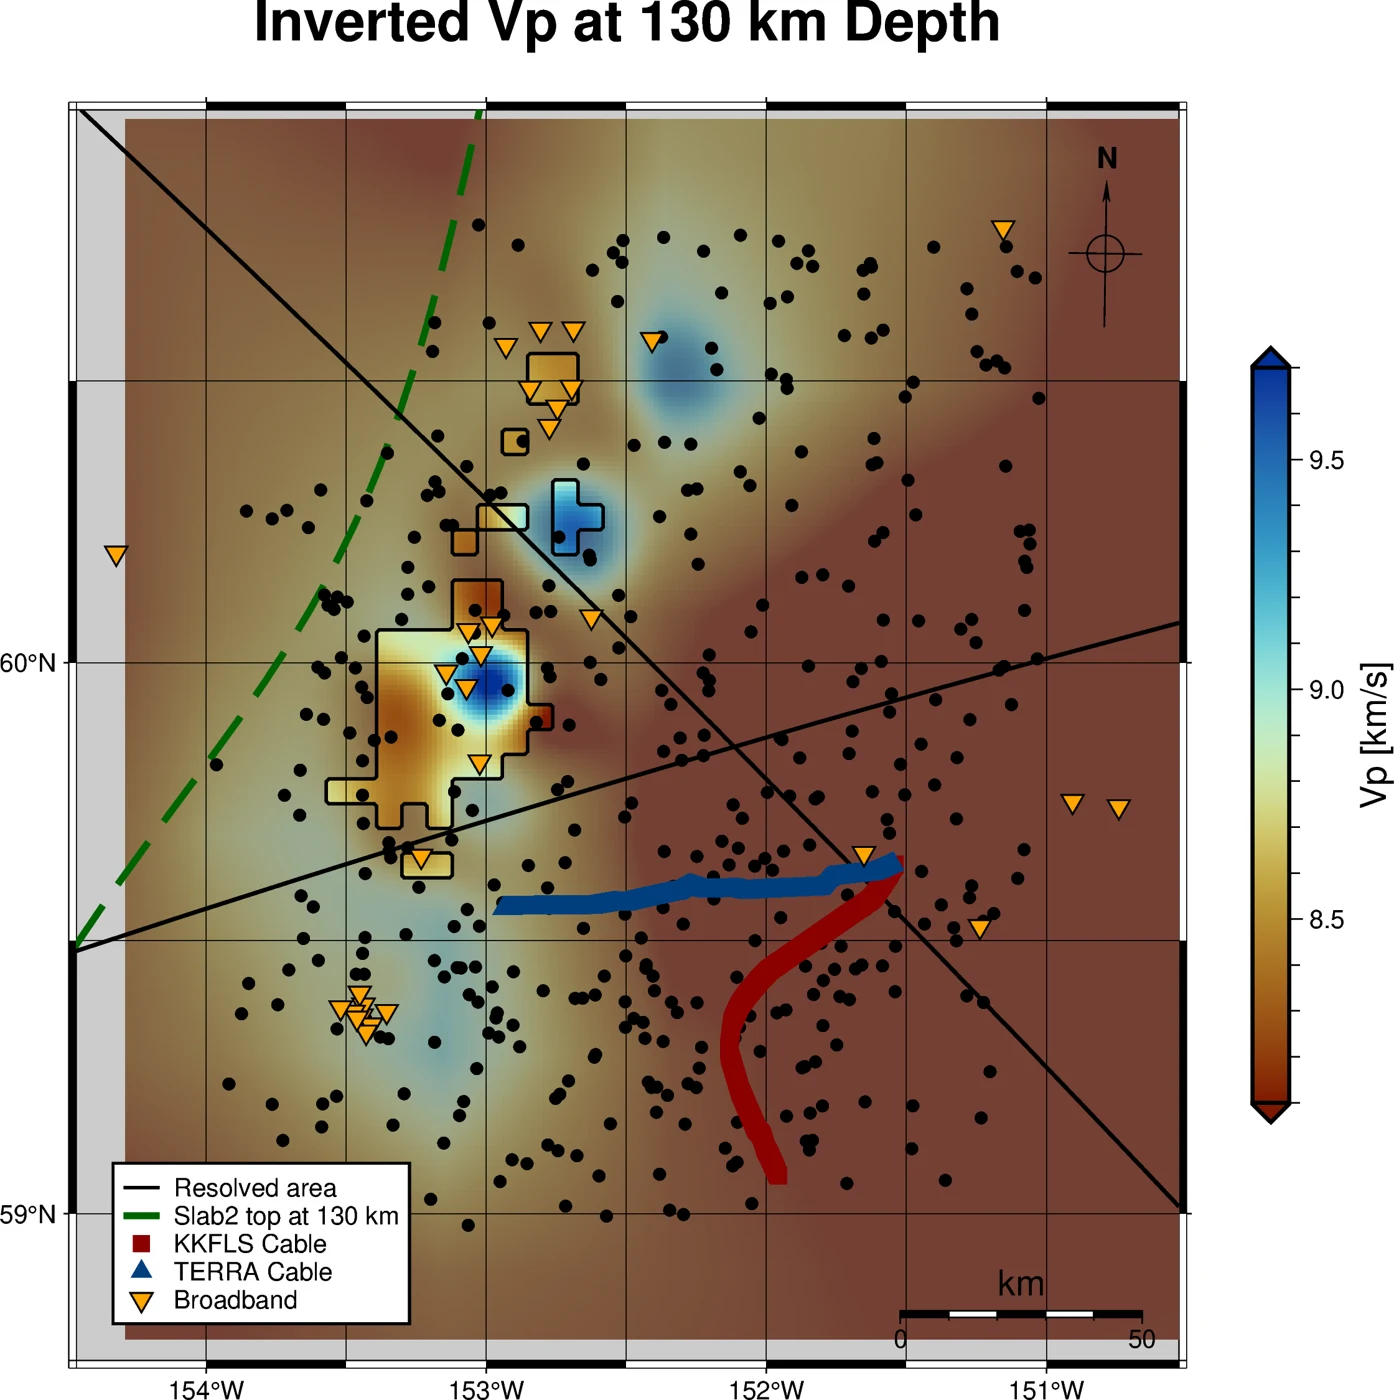 Inverted Vp at 130 km Depth
N
9.5
9.0
8.5
Vp [km/s]
60°N
59°N
Resolved area
Slab2 top at 130 km
KKFLS Cable
TERRA Cable
Broadband
km
0 50
154°W 153°W 152°W 151°W